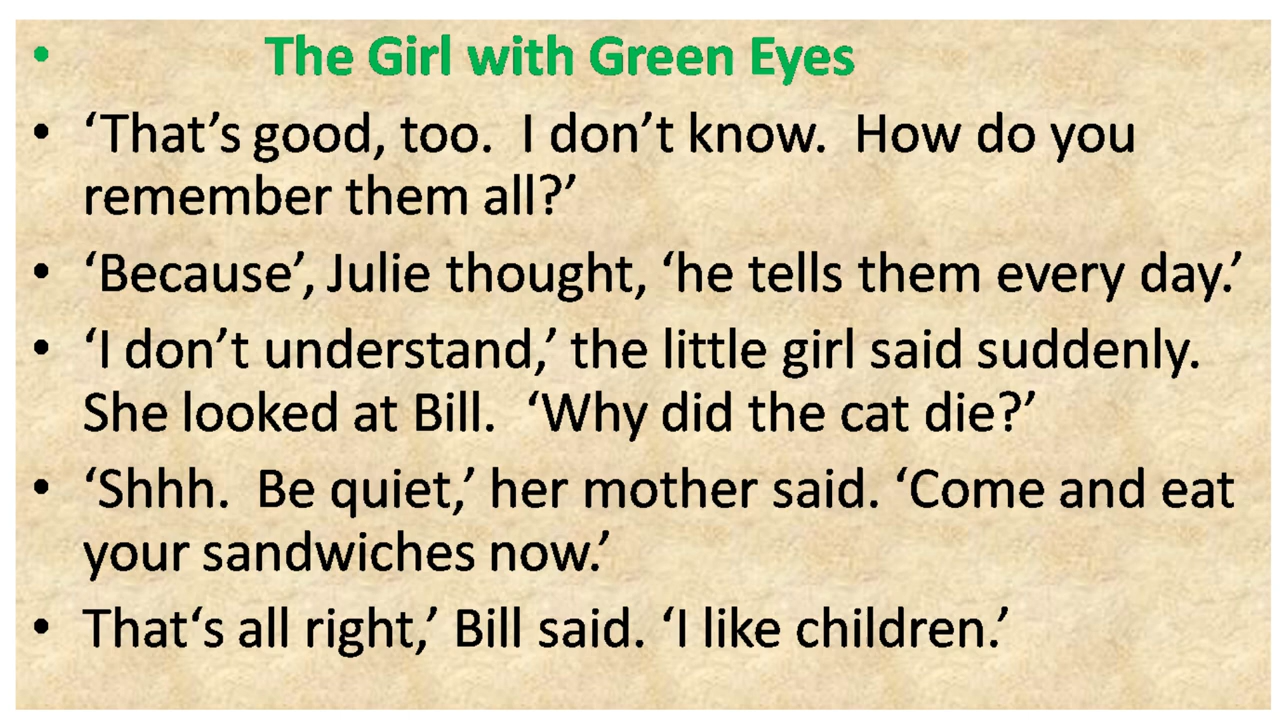 • The Girl with Green Eyes
• ‘That’s good, too.  I don’t know.  How do you
remember them all?’
• ‘Because’, Julie thought, ‘he tells them every day.’
• ‘I don’t understand,’ the little girl said suddenly.
She looked at Bill.  ‘Why did the cat die?’
• ‘Shhh.  Be quiet,’ her mother said. ‘Come and eat
your sandwiches now.’
• That‘s all right,’ Bill said. ‘I like children.’